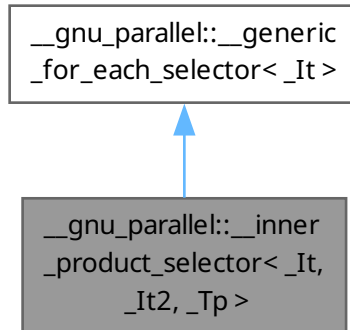 __gnu_parallel::__generic
_for_each_selector< _It >
__gnu_parallel::__inner
_product_selector< _It,
_It2, _Tp >